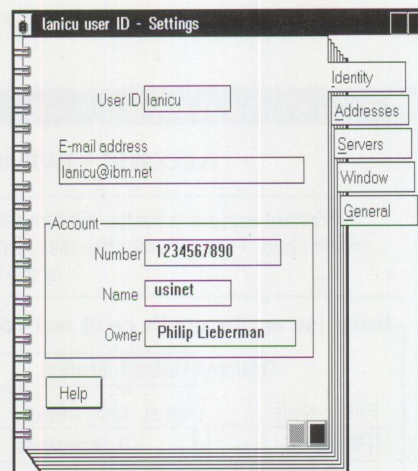 lanicu user ID - Settings
Identity
User ID lanicu
Addresses
E-mail address
Servers
lanicu@ibm.net
Window
General
Account
Number 1234567890
Name usinet
Owner Philip Lieberman
Help